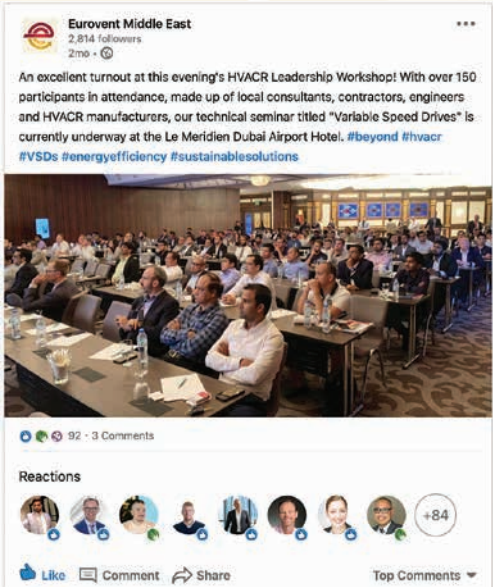 Eurovent Middle East
2,814 followers
2mo •
An excellent turnout at this evening's HVACR Leadership Workshop! With over 150
participants in attendance, made up of local consultants, contractors, engineers
and HVACR manufacturers, our technical seminar titled "Variable Speed Drives" is
currently underway at the Le Meridien Dubai Airport Hotel. #beyond #hvacr
#VSDs #energyefficiency #sustainablesolutions
92 · 3 Comments
Reactions
+84
Like Comment Share Top Comments